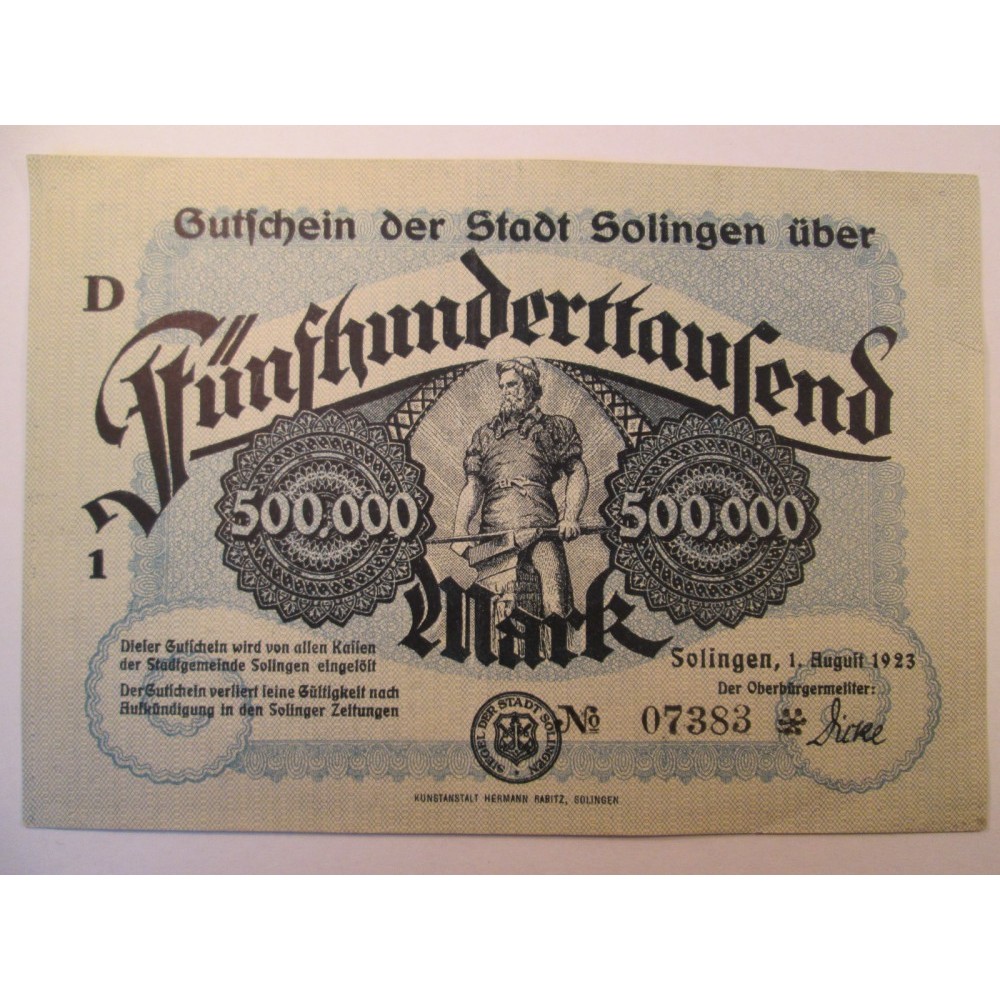 Gutschein der Stadt Solingen über
D
Fünfhunderttausend
500,000 500,000
1
Mark
Dieser Gutschein wird von allen Kassen
der Stadtgemeinde Solingen eingelöst
Der Gutschein verliert seine Gültigkeit nach
Aufkündigung in den Solinger Zeitungen
Solingen, 1. August 1923
Der Oberbürgermeister:
SIEGEL DER STADT SOLINGEN
No 07383
Dicke
KUNSTANSTALT HERMANN RABITZ, SOLINGEN